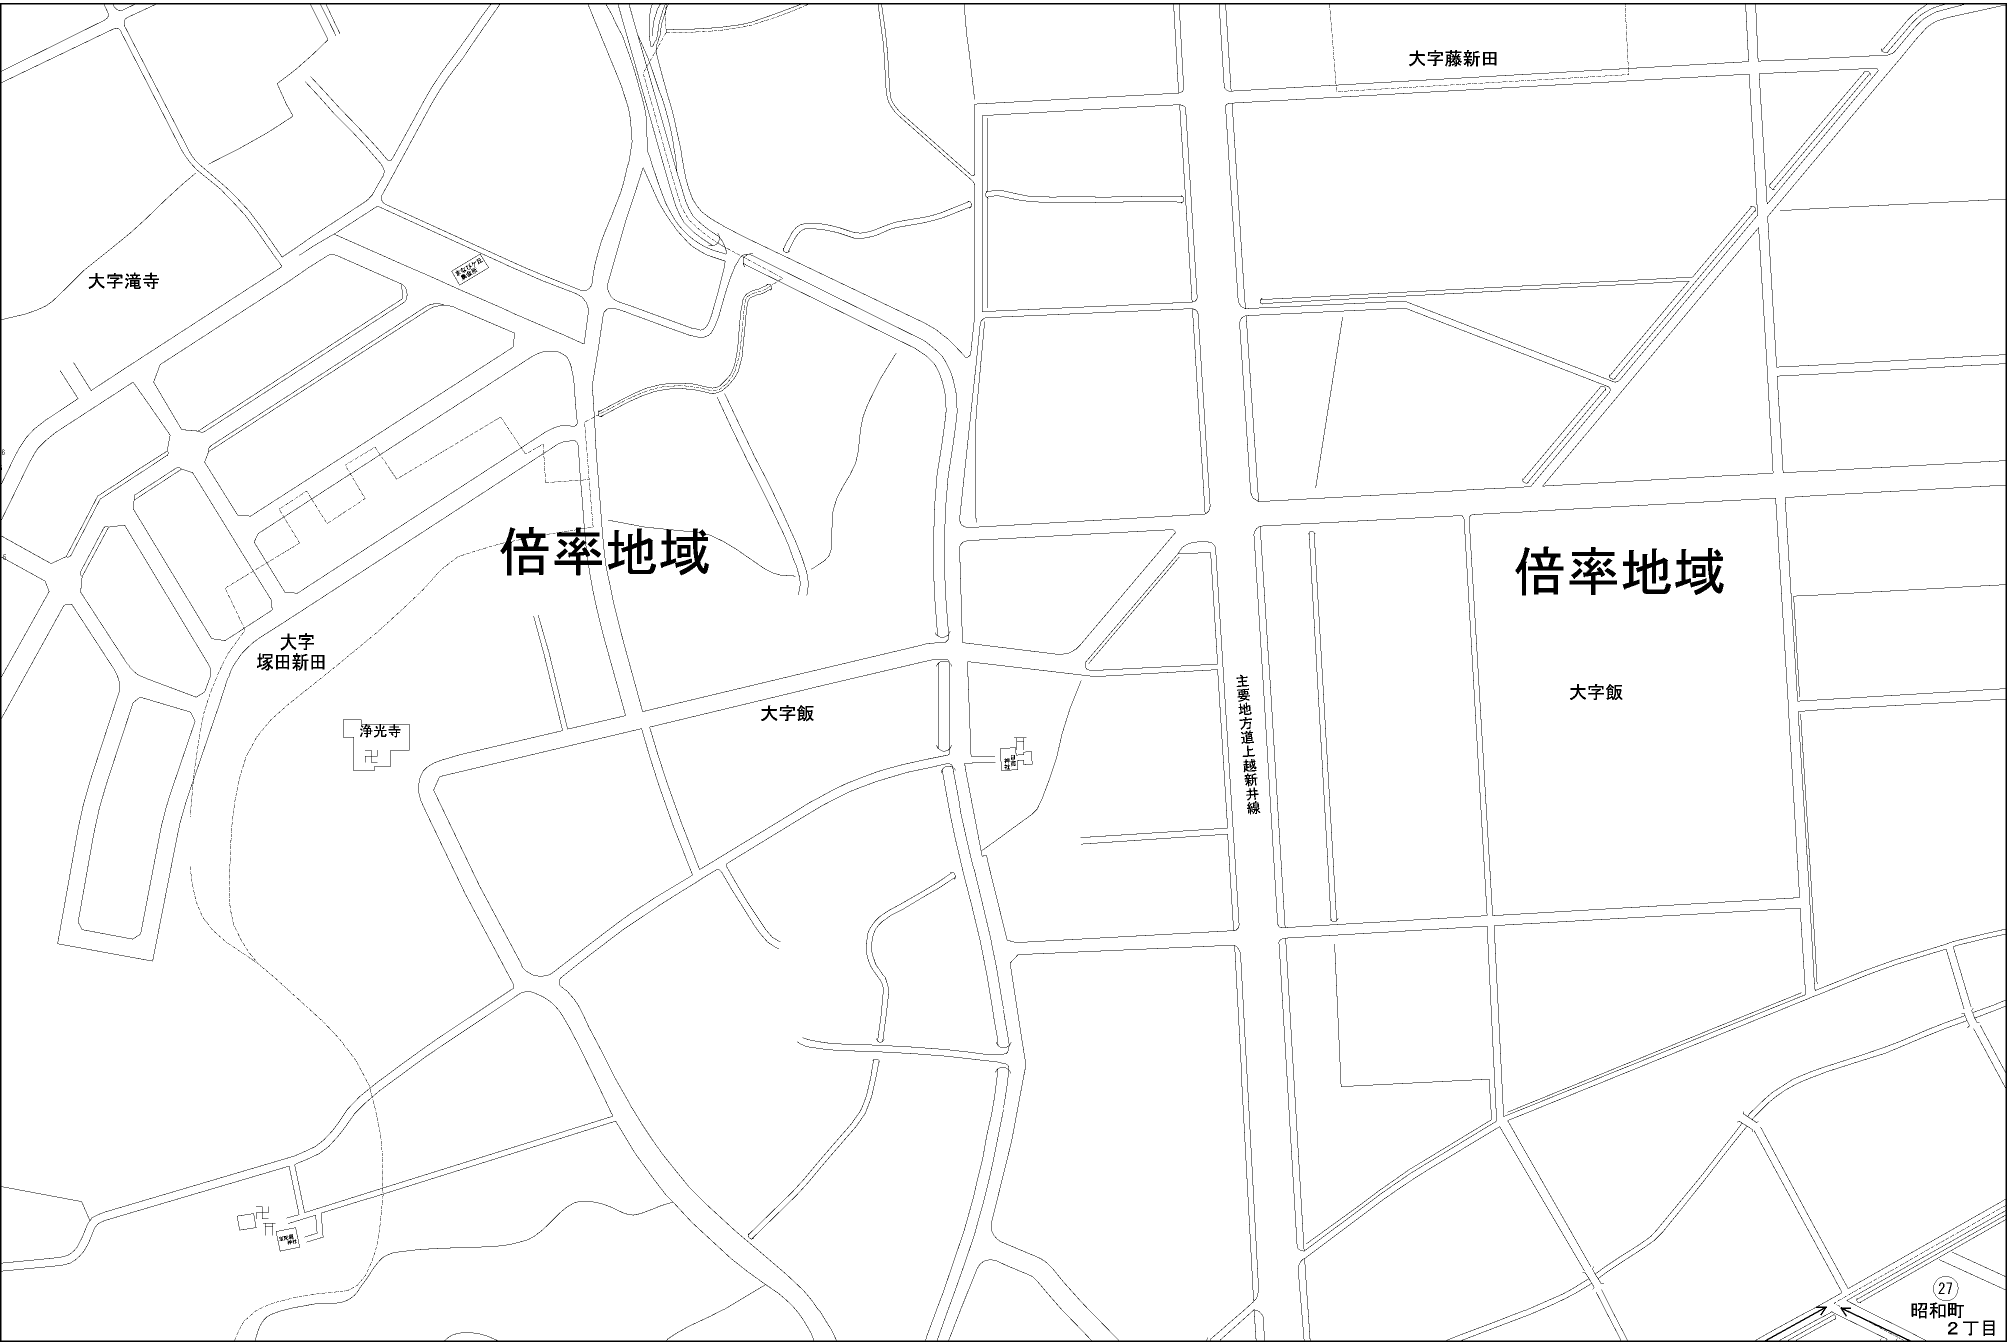 大字藤新田
大字滝寺
倍率地域
倍率地域
大字
塚田新田
大字飯
大字飯
主要地方道上越新井線
浄光寺
27
昭和町
2丁目